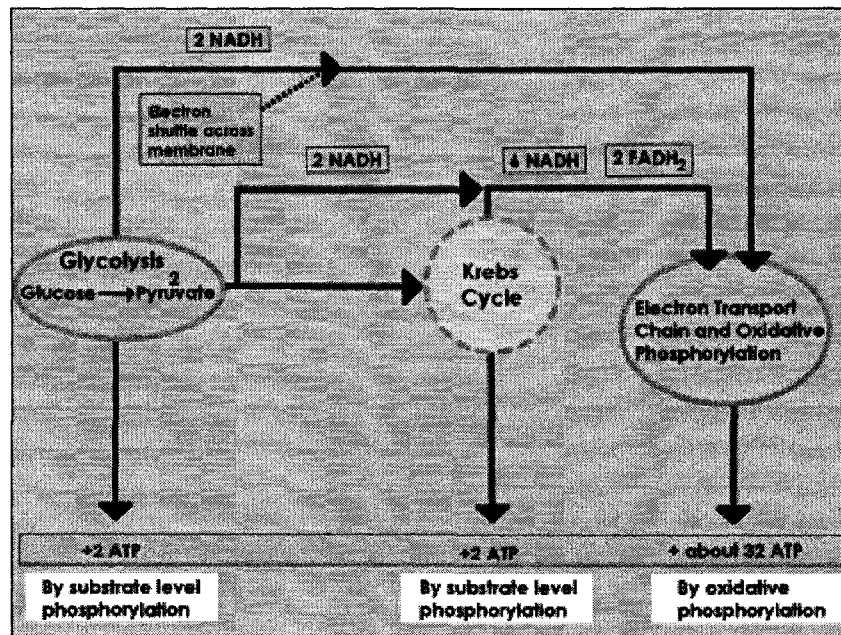 2 NADH
Electron
shuttle across
membrane
2 NADH
6 NADH
2 FADH2
Glycolysis
Glucose → 2 Pyruvate
Krebs
Cycle
Electron Transport
Chain and Oxidative
Phosphorylation
+2 ATP
+2 ATP
+ about 32 ATP
By substrate level
phosphorylation
By substrate level
phosphorylation
By oxidative
phosphorylation